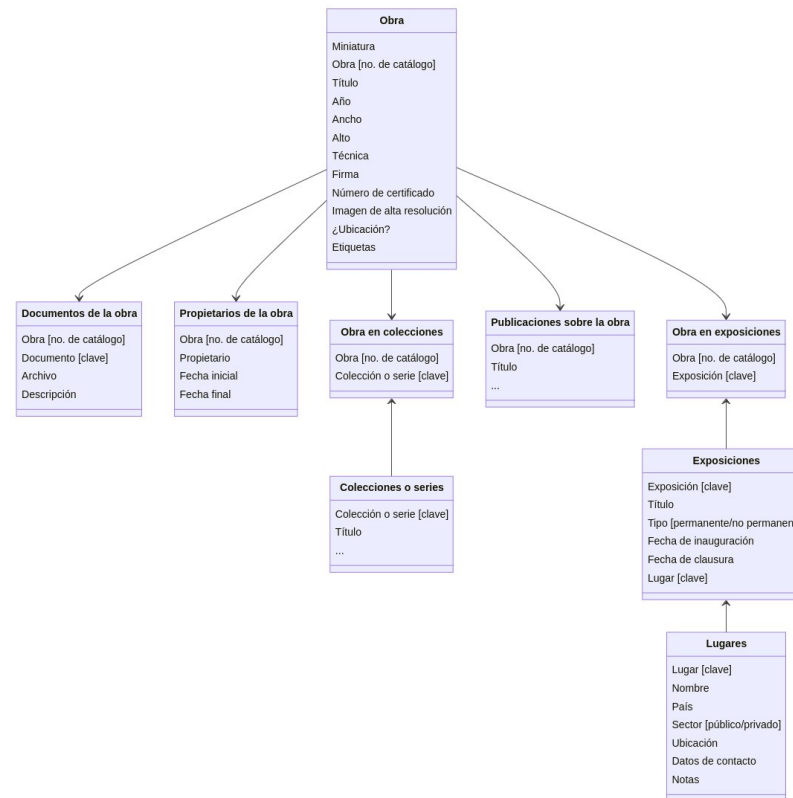 Obra
Miniatura
Obra [no. de catálogo]
Título
Año
Ancho
Alto
Técnica
Firma
Número de certificado
Imagen de alta resolución
¿Ubicación?
Etiquetas
Documentos de la obra
Obra [no. de catálogo]
Documento [clave]
Archivo
Descripción
Propietarios de la obra
Obra [no. de catálogo]
Propietario
Fecha inicial
Fecha final
Obra en colecciones
Obra [no. de catálogo]
Colección o serie [clave]
Publicaciones sobre la obra
Obra [no. de catálogo]
Título
...
Obra en exposiciones
Obra [no. de catálogo]
Exposición [clave]
Colecciones o series
Colección o serie [clave]
Título
...
Exposiciones
Exposición [clave]
Título
Tipo [permanente/no permanen
Fecha de inauguración
Fecha de clausura
Lugar [clave]
Lugares
Lugar [clave]
Nombre
País
Sector [público/privado]
Ubicación
Datos de contacto
Notas